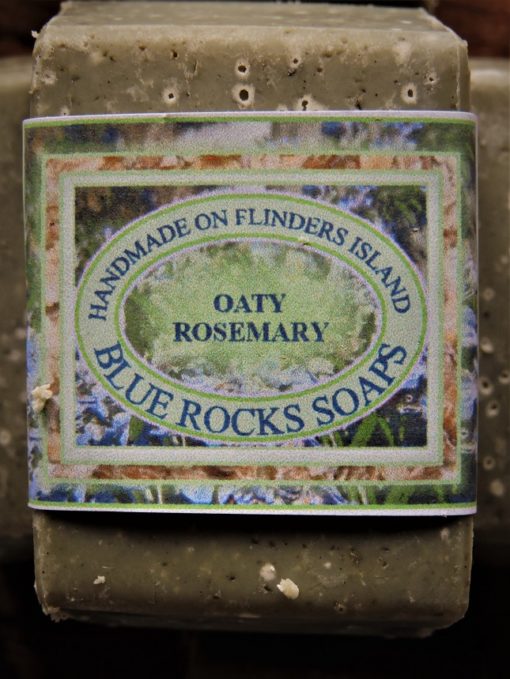 HANDMADE ON FLINDERS ISLAND
OATY
ROSEMARY
BLUE ROCKS SOAPS